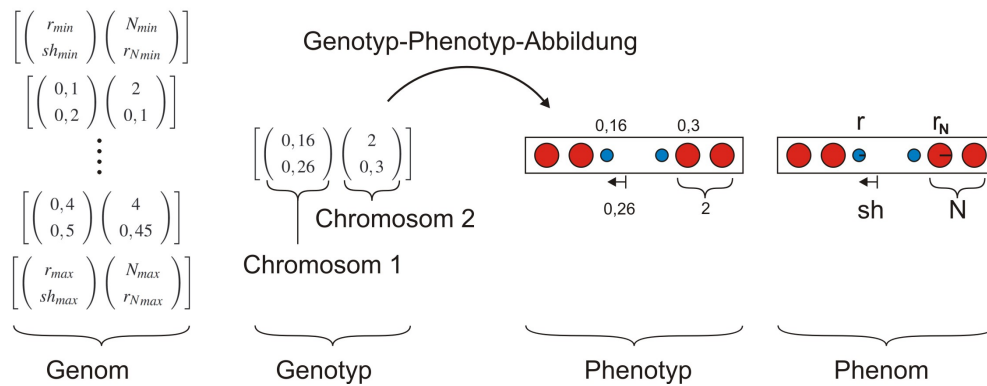 r_min N_min
sh_min r_N_min
0,1 2
0,2 0,1
0,4 4
0,5 0,45
r_max N_max
sh_max r_N_max
Genom
Genotyp-Phenotyp-Abbildung
0,16 2
0,26 0,3
Chromosom 2
Chromosom 1
Genotyp
0,16 0,3
0,26 2
Phenotyp
r r_N
sh N
Phenom